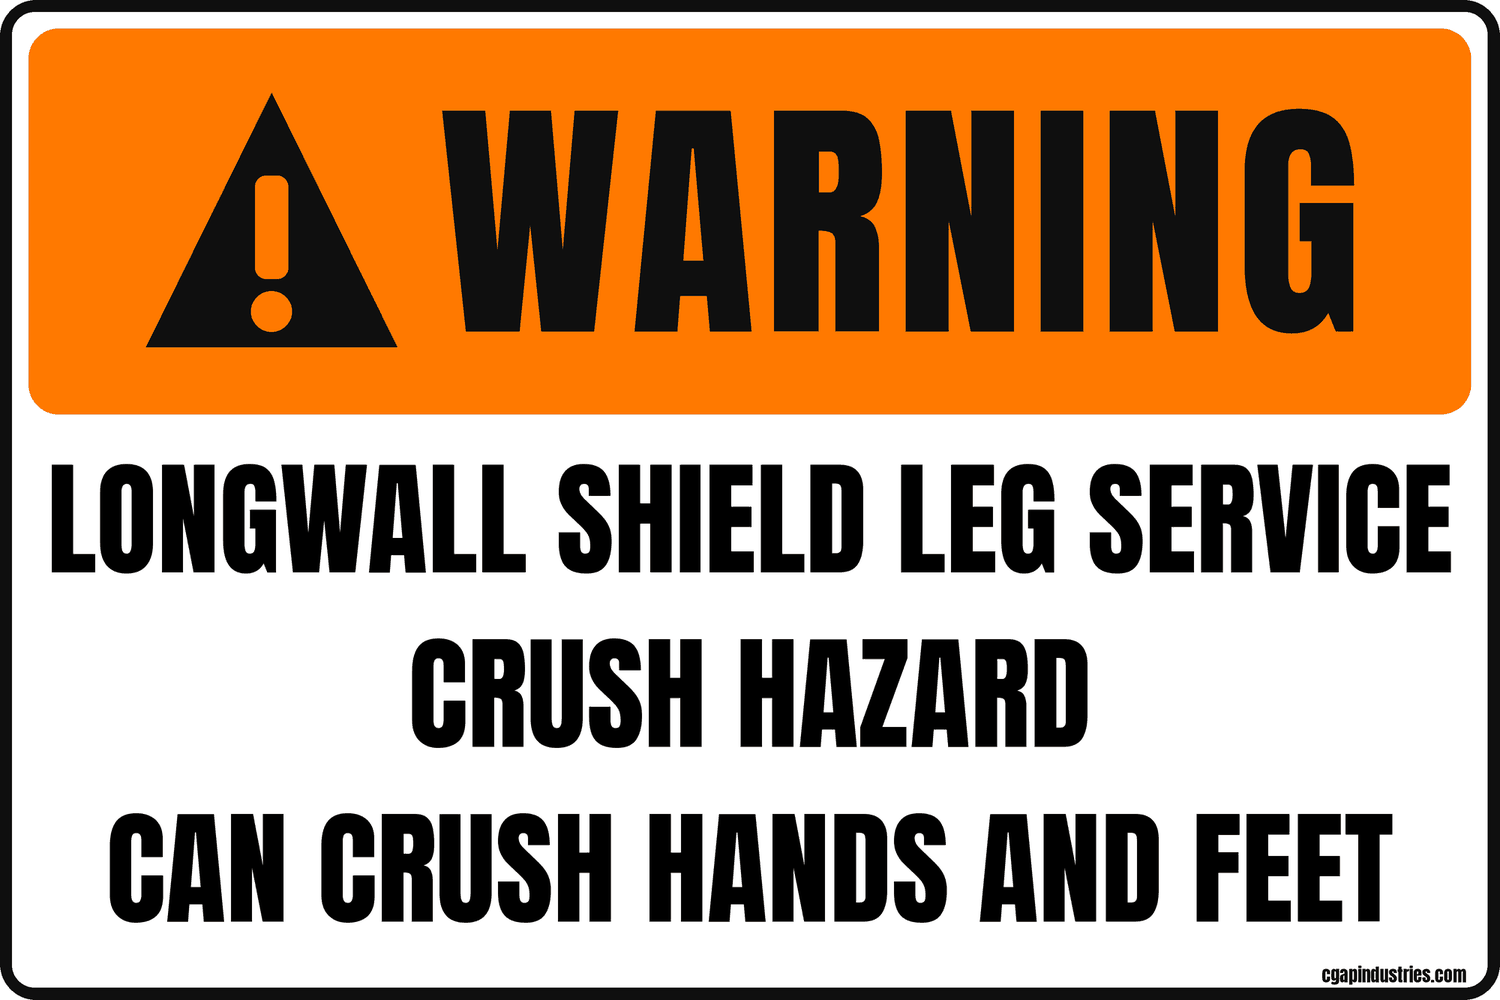 WARNING
LONGWALL SHIELD LEG SERVICE
CRUSH HAZARD
CAN CRUSH HANDS AND FEET
cgapindustries.com